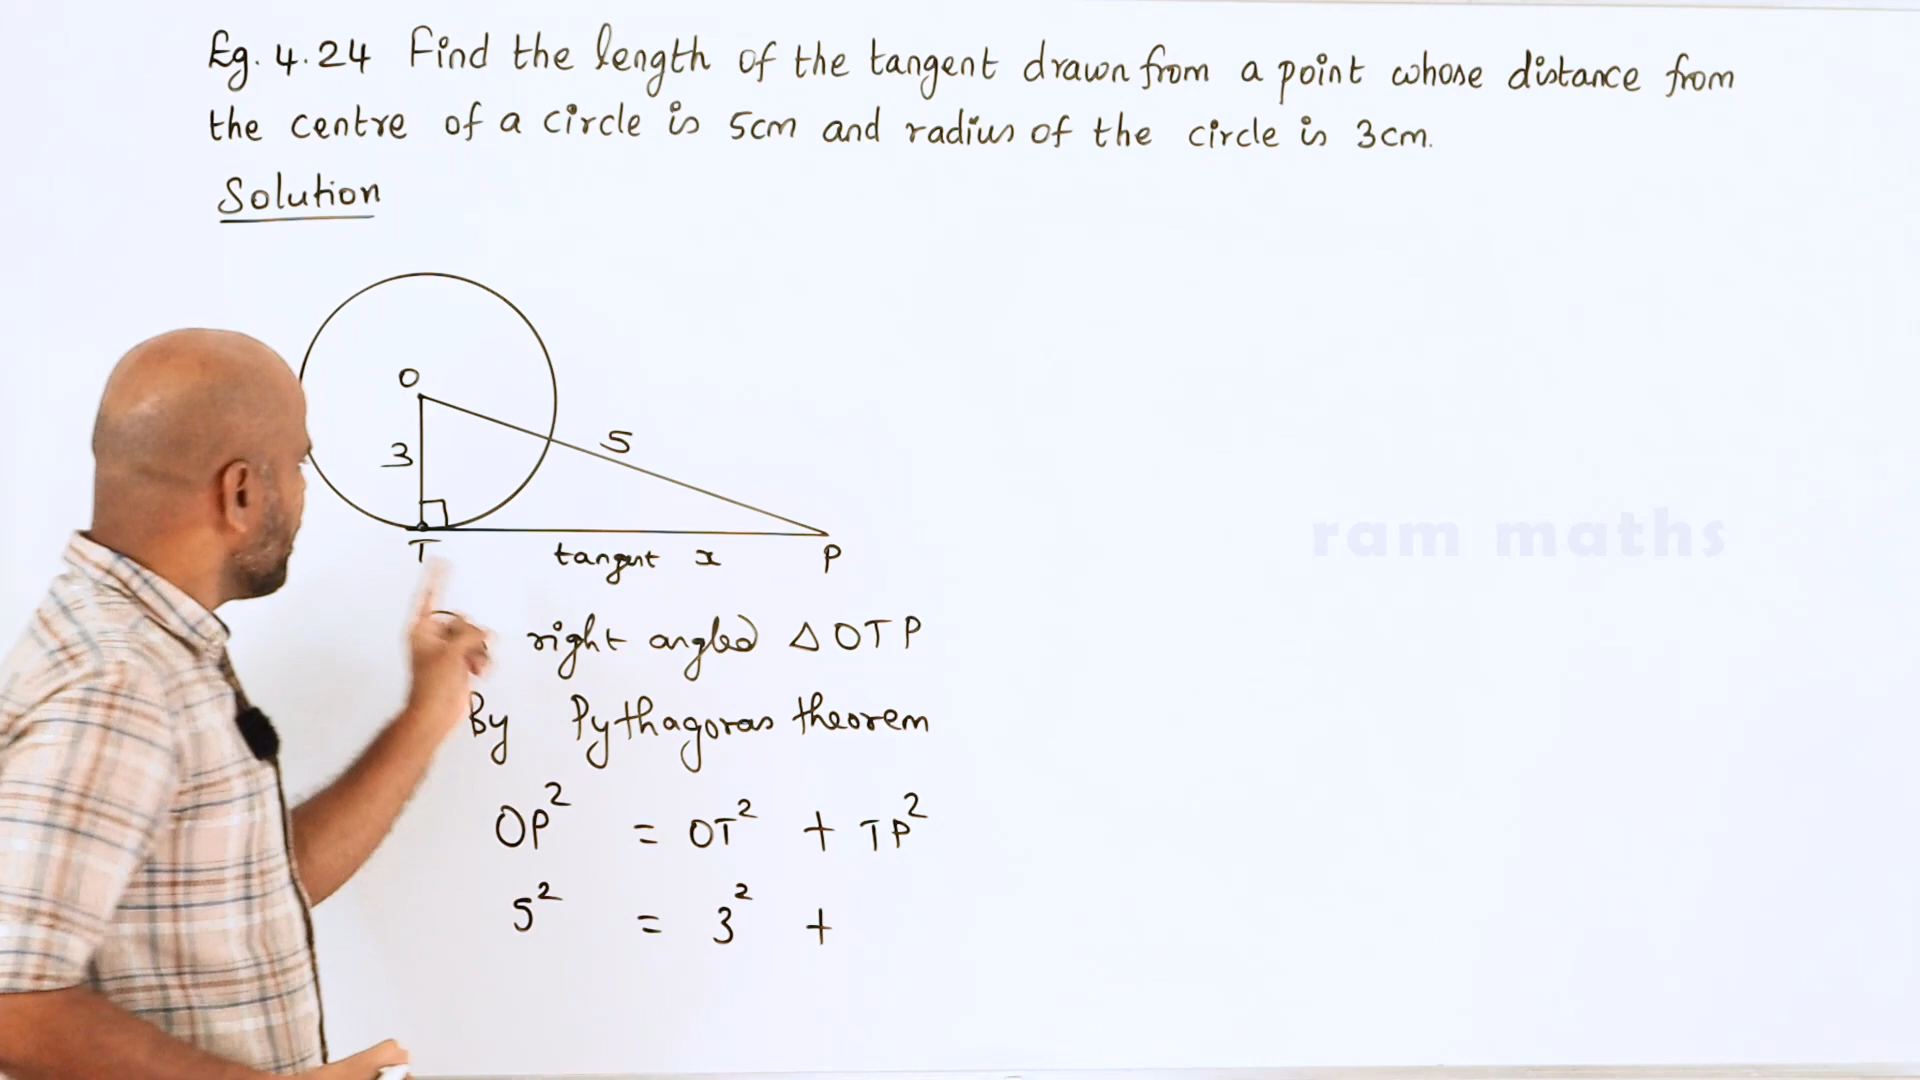 Eg. 4.24 Find the length of the tangent drawn from a point whose distance from
the centre of a circle is 5cm and radius of the circle is 3cm.
Solution
O
3
5
T
tangent x
P
ram maths
right angled △OTP
By Pythagoras theorem
OP² = OT² + TP²
5² = 3² +